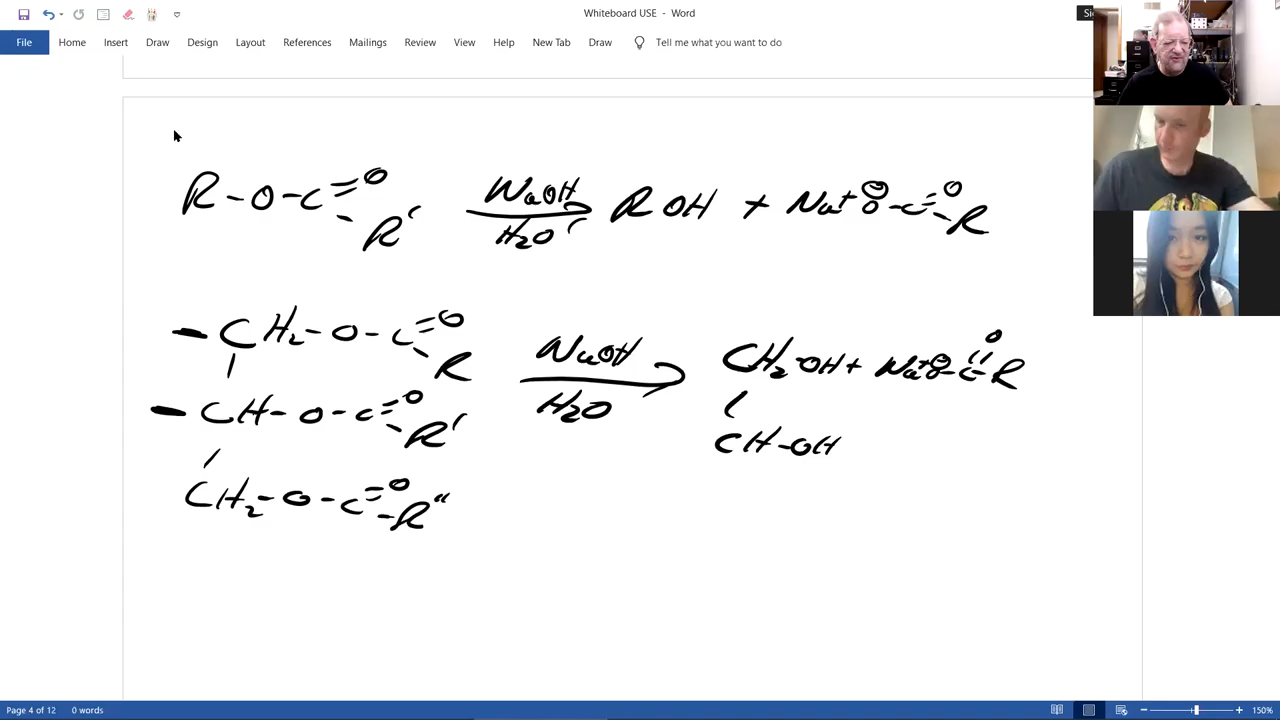 Whiteboard USE - Word
File Home Insert Draw Design Layout References Mailings Review View Help New Tab Draw Tell me what you want to do
R-O-C=O NaOH ROH + Na+ ⊖O-C=O
-R' H2O -R
-CH2-O-C=O
-R NaOH CH2-OH + Na+ ⊖O-C=O -R
-CH-O-C=O H2O
-R' CH-OH
CH2-O-C=O
-R"
Page 4 of 12 0 words 150%